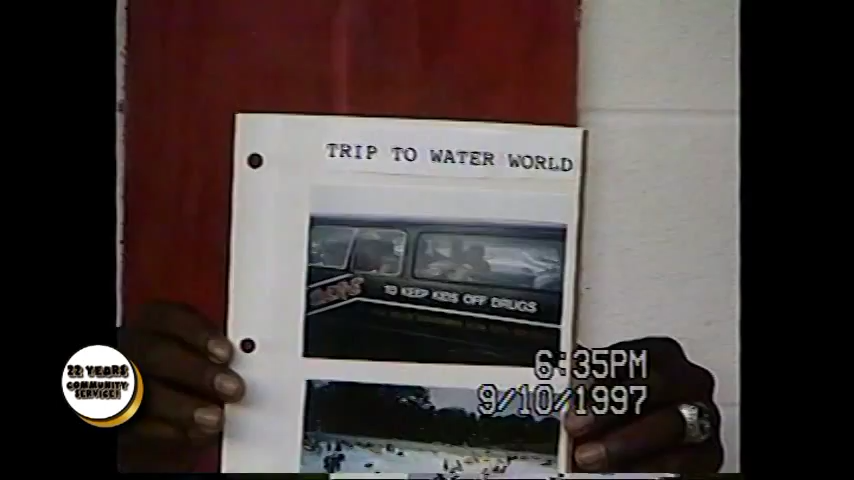 TRIP TO WATER WORLD
TO KEEP KIDS OFF DRUGS
6:35PM
9/10/1997
22 YEARS
COMMUNITY
SERVICE!